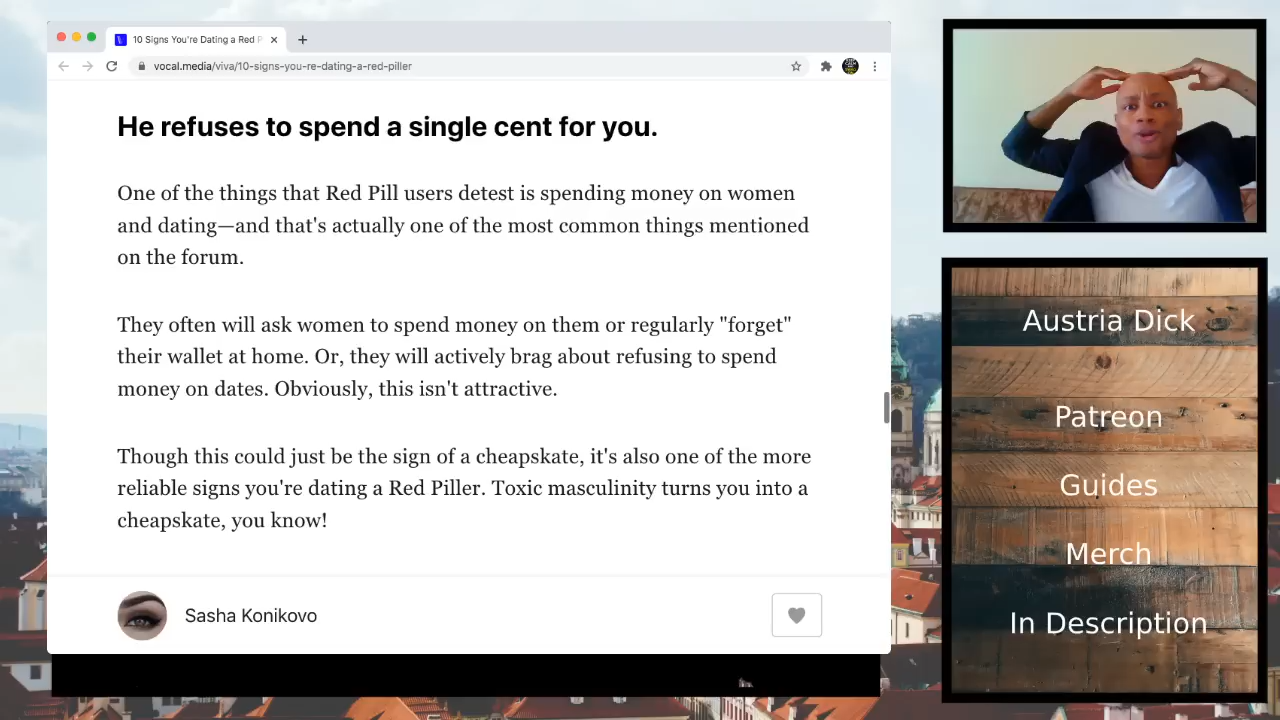 10 Signs You're Dating a Red P
vocal.media/viva/10-signs-you-re-dating-a-red-piller
He refuses to spend a single cent for you.
One of the things that Red Pill users detest is spending money on women
and dating—and that's actually one of the most common things mentioned
on the forum.
They often will ask women to spend money on them or regularly "forget"
their wallet at home. Or, they will actively brag about refusing to spend
money on dates. Obviously, this isn't attractive.
Though this could just be the sign of a cheapskate, it's also one of the more
reliable signs you're dating a Red Piller. Toxic masculinity turns you into a
cheapskate, you know!
Sasha Konikovo
Austria Dick
Patreon
Guides
Merch
In Description